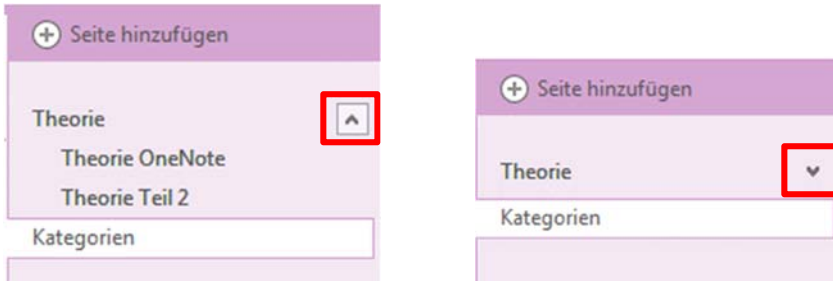 Seite hinzufügen
Theorie
Theorie OneNote
Theorie Teil 2
Kategorien
Seite hinzufügen
Theorie
Kategorien